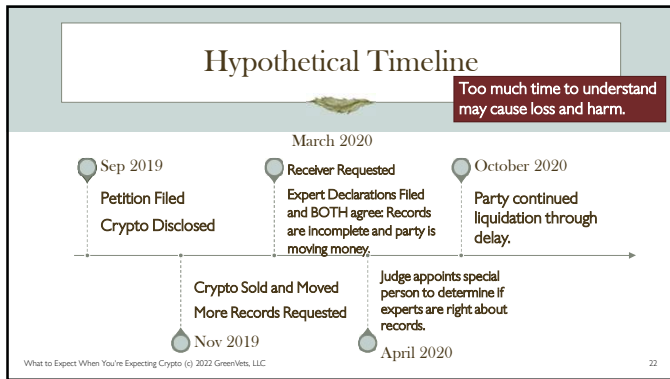 Hypothetical Timeline
Too much time to understand
may cause loss and harm.
Sep 2019
Petition Filed
Crypto Disclosed
Crypto Sold and Moved
More Records Requested
Nov 2019
March 2020
Receiver Requested
Expert Declarations Filed
and BOTH agree: Records
are incomplete and party is
moving money.
Judge appoints special
person to determine if
experts are right about
records.
April 2020
October 2020
Party continued
liquidation through
delay.
What to Expect When You're Expecting Crypto (c) 2022 GreenVets, LLC
22